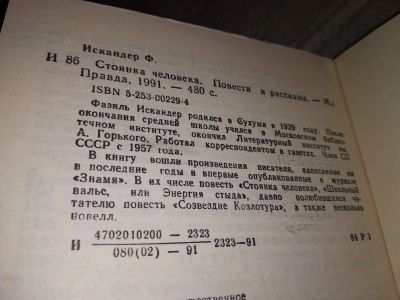 Искандер Ф.
И 86 Стоянка человека. Повести и рассказы. — М.:
Правда, 1991. — 480 с.
ISBN 5-253-00229-4
Фазиль Искандер родился в Сухуми в 1929 году. После
окончания средней школы учился в Московском библио-
течном институте, окончил Литературный институт им.
А. Горького. Работал корреспондентом в газетах. Член СП
СССР с 1957 года.
В книгу вошли произведения писателя, написанные им
в последние годы и впервые опубликованные в журнале
«Знамя». В их числе повесть «Стоянка человека», «Школьный
вальс, или Энергия стыда», давно полюбившаяся чи-
тателю повесть «Созвездие Козлотура», а также несколько
новелл.
И 4702010200 — 2323
080(02) — 91 2323—91
84 Р 7